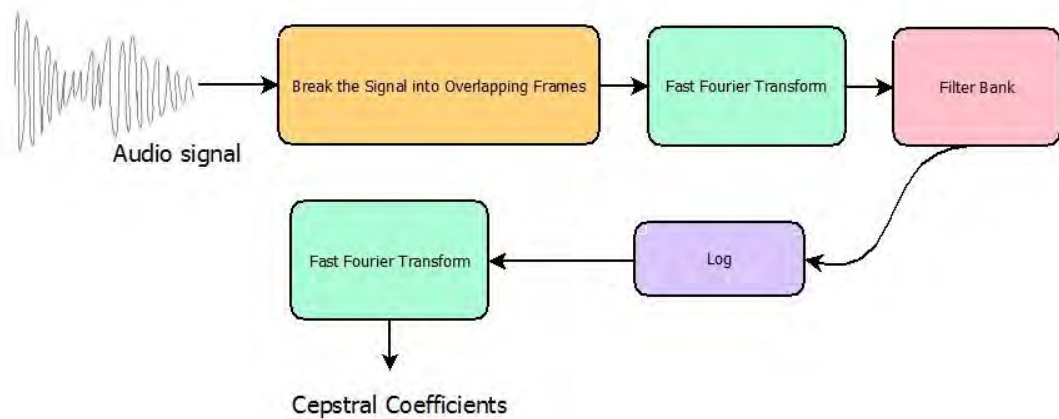 Audio signal
Break the Signal into Overlapping Frames
Fast Fourier Transform
Filter Bank
Log
Fast Fourier Transform
Cepstral Coefficients